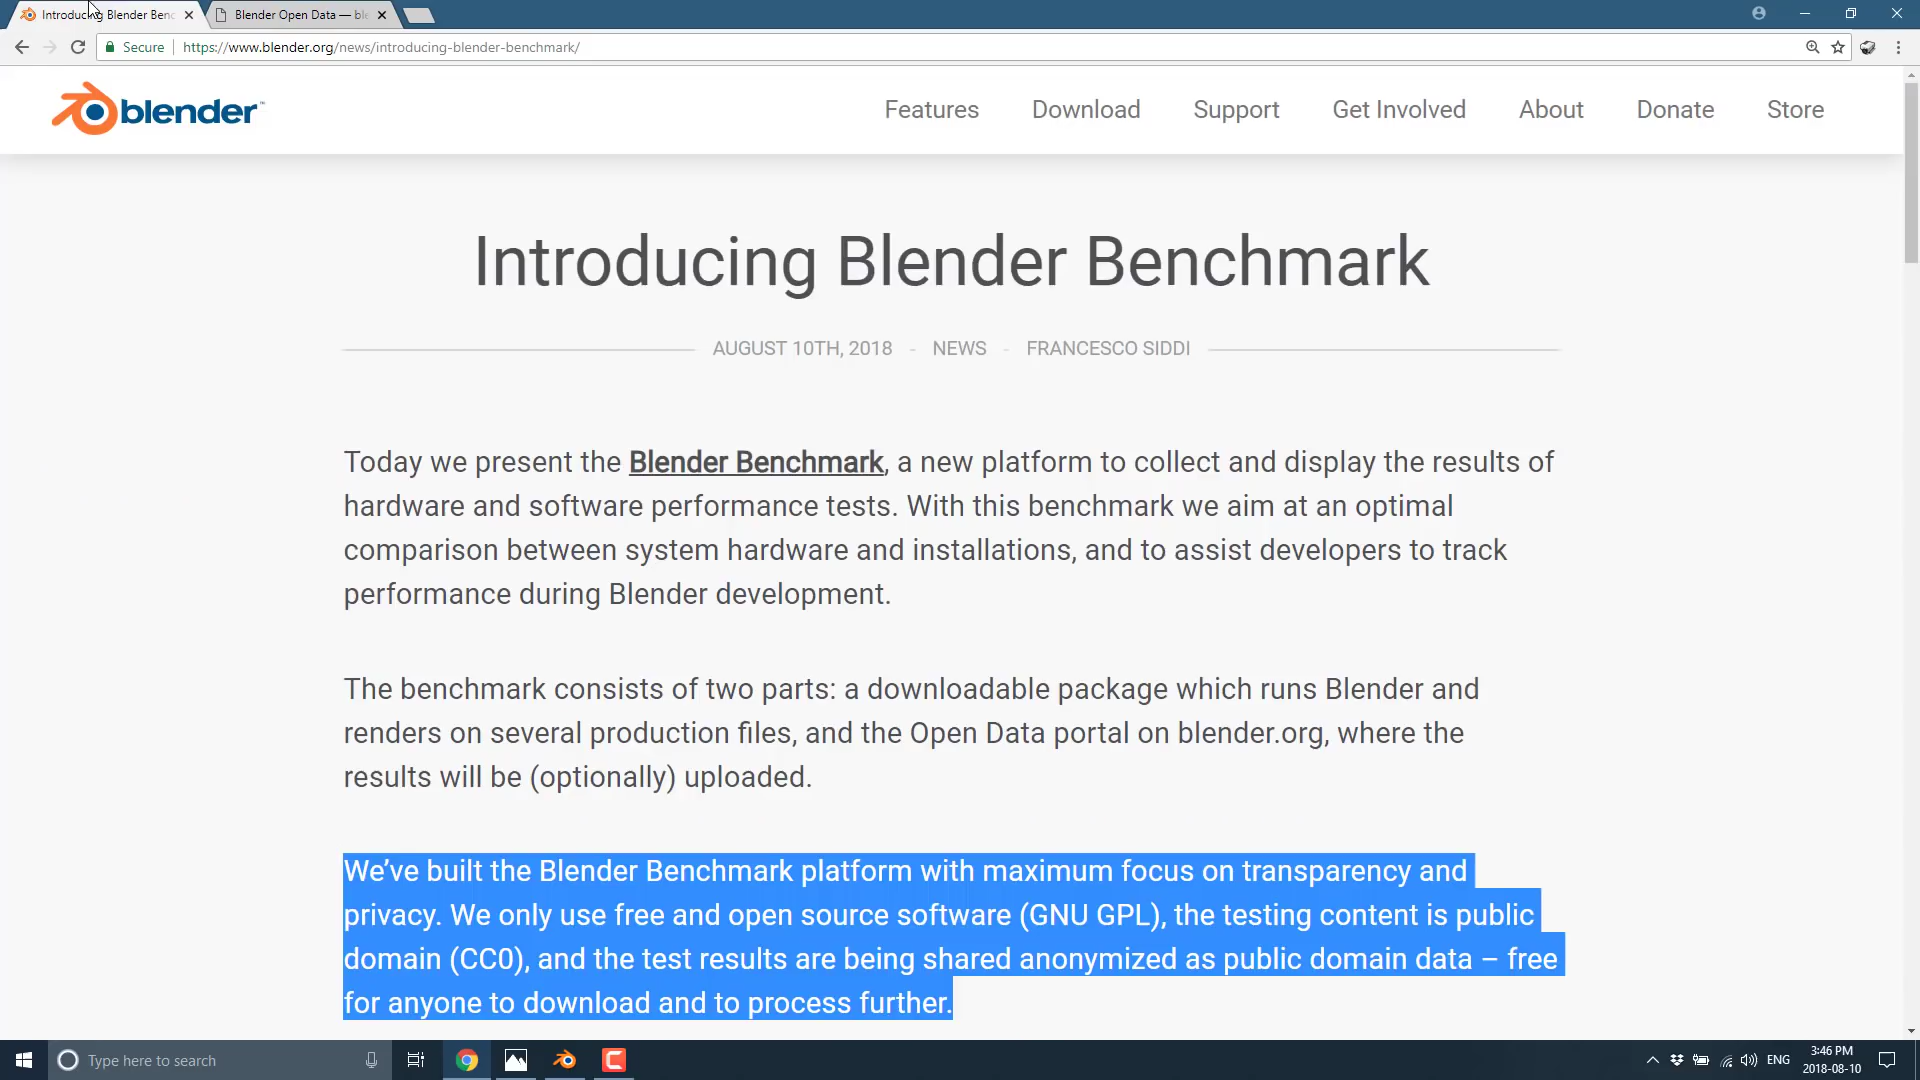 Introducing Blender Benc
Blender Open Data — ble
Secure https://www.blender.org/news/introducing-blender-benchmark/
blender™
Features Download Support Get Involved About Donate Store
Introducing Blender Benchmark
AUGUST 10TH, 2018 - NEWS - FRANCESCO SIDDI
Today we present the Blender Benchmark, a new platform to collect and display the results of
hardware and software performance tests. With this benchmark we aim at an optimal
comparison between system hardware and installations, and to assist developers to track
performance during Blender development.
The benchmark consists of two parts: a downloadable package which runs Blender and
renders on several production files, and the Open Data portal on blender.org, where the
results will be (optionally) uploaded.
We’ve built the Blender Benchmark platform with maximum focus on transparency and
privacy. We only use free and open source software (GNU GPL), the testing content is public
domain (CC0), and the test results are being shared anonymized as public domain data – free
for anyone to download and to process further.
Type here to search
ENG
3:46 PM
2018-08-10